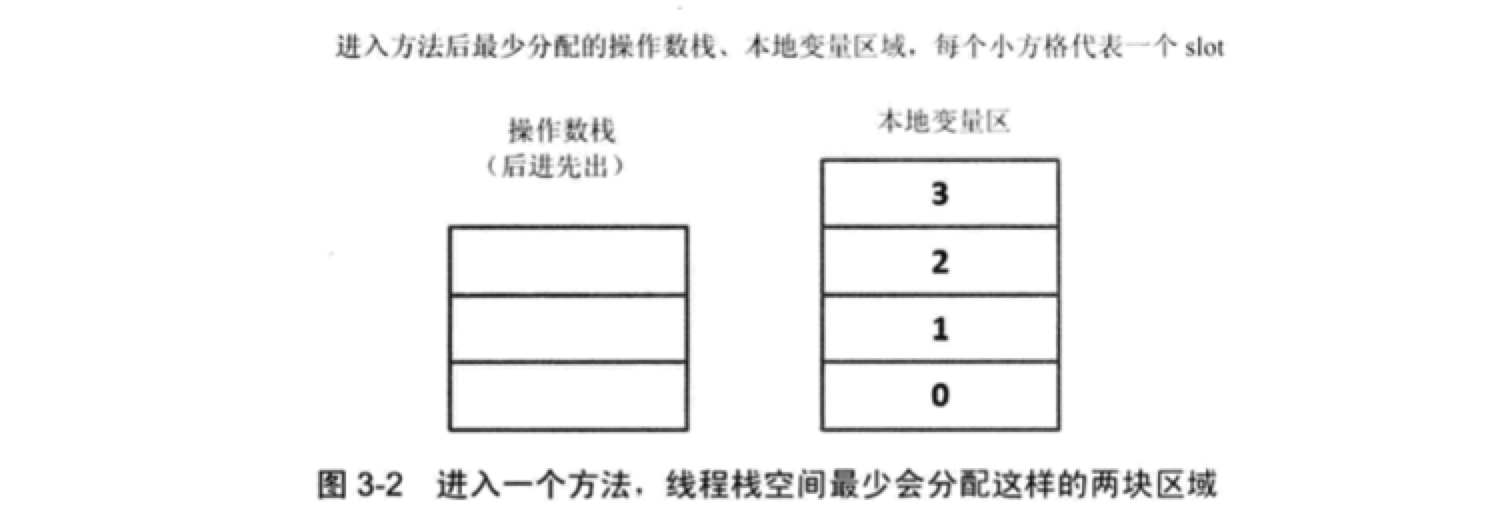 进入方法后最少分配的操作数栈、本地变量区域，每个小方格代表一个 slot
操作数栈
（后进先出）
本地变量区
3
2
1
0
图 3-2 进入一个方法，线程栈空间最少会分配这样的两块区域